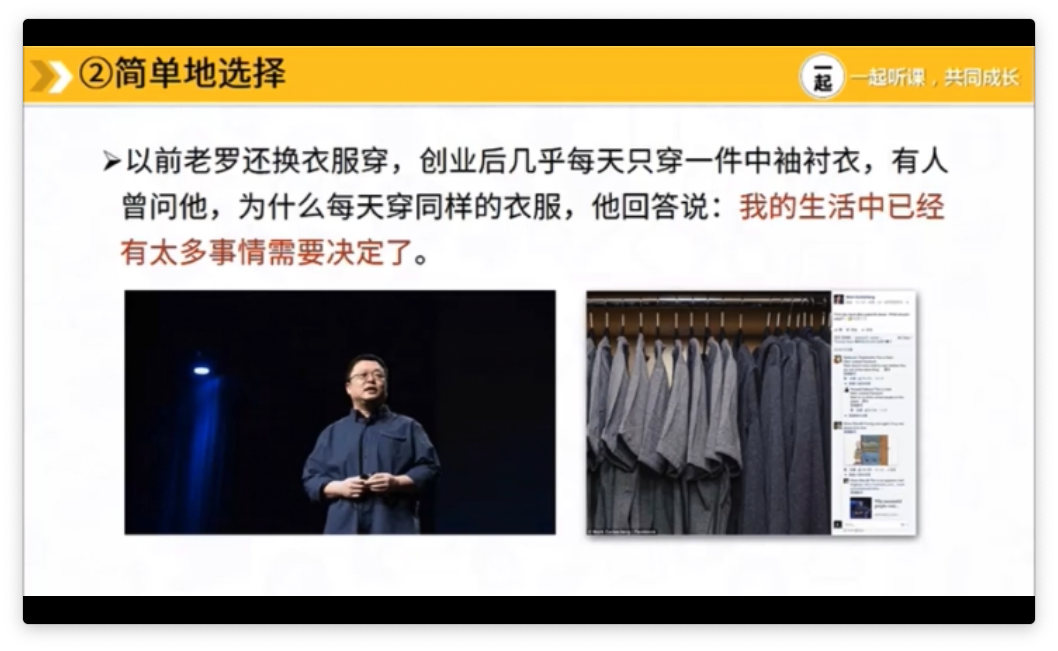 ②简单地选择
一起
一起听课，共同成长
➢以前老罗还换衣服穿，创业后几乎每天只穿一件中袖衬衣，有人
曾问他，为什么每天穿同样的衣服，他回答说：我的生活中已经
有太多事情需要决定了。